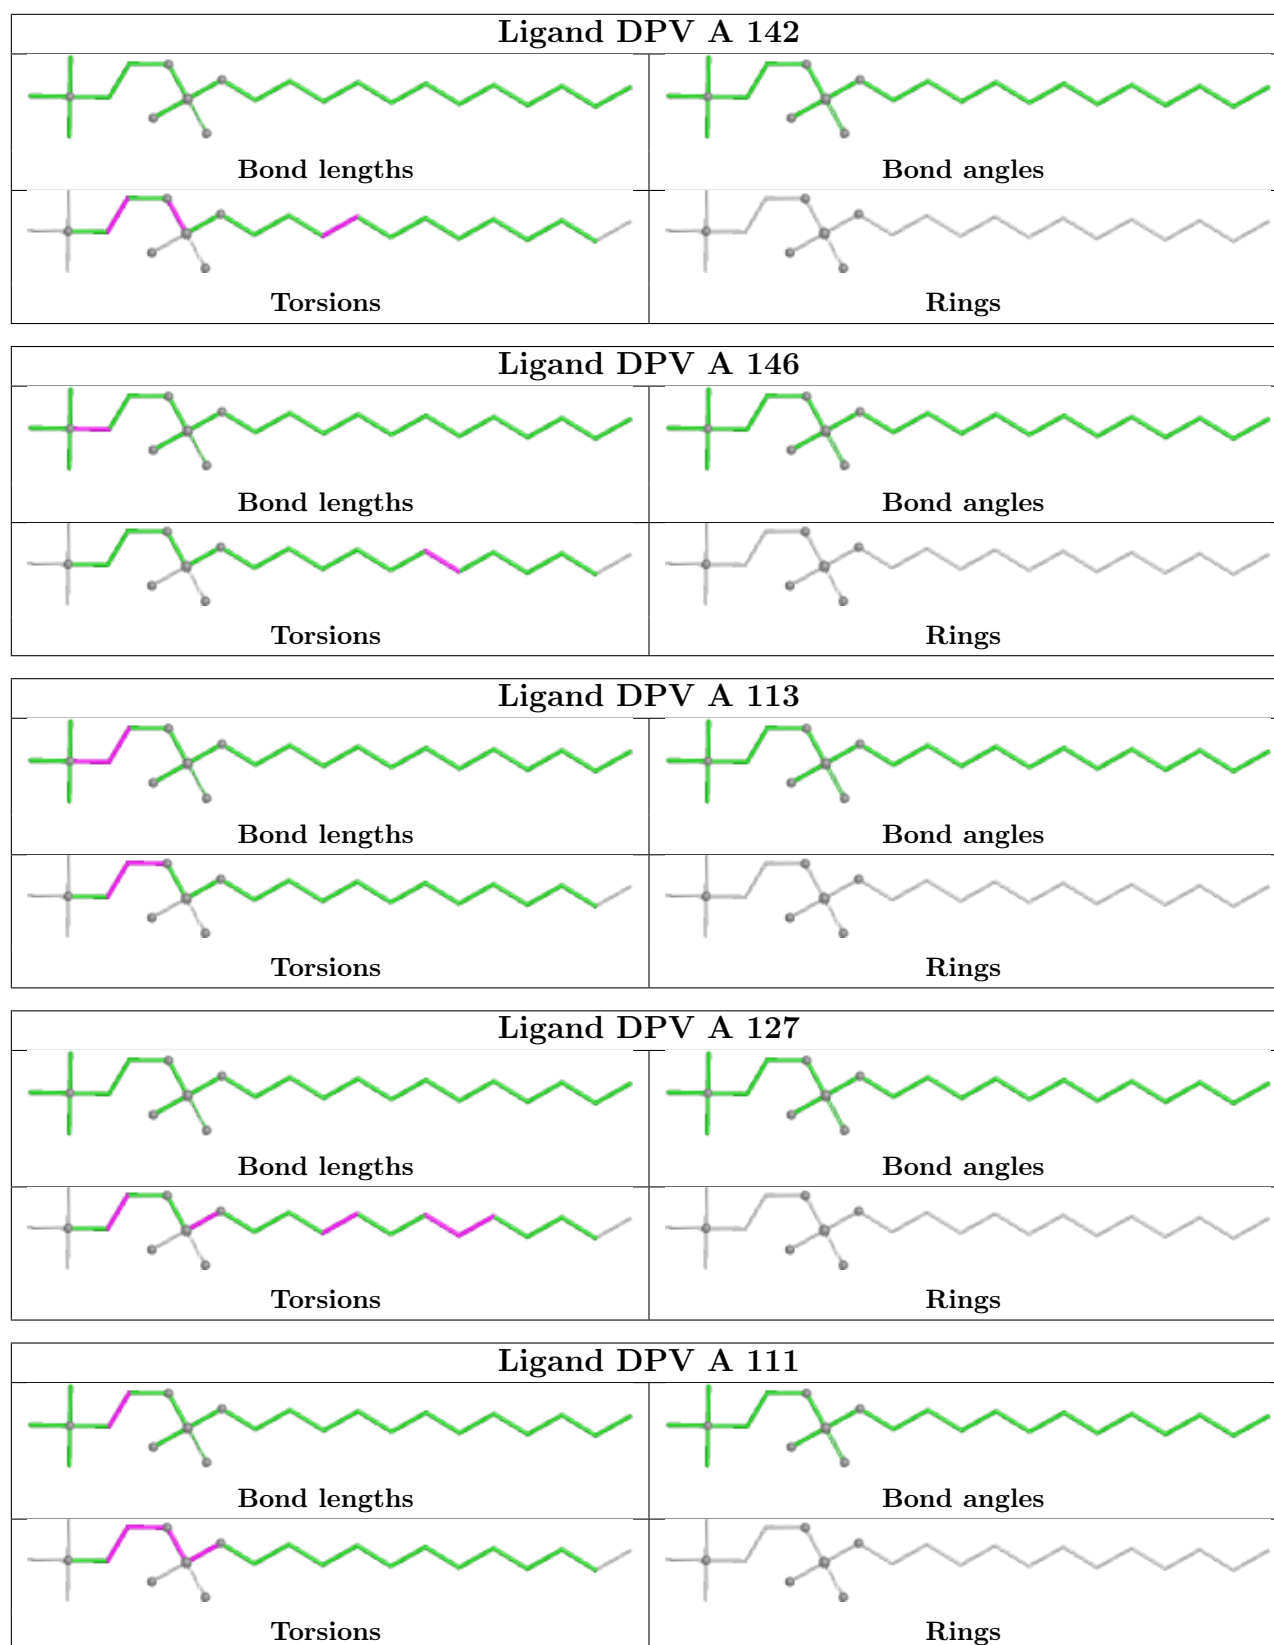 Ligand DPV A 142
Bond lengths
Bond angles
Torsions
Rings
Ligand DPV A 146
Bond lengths
Bond angles
Torsions
Rings
Ligand DPV A 113
Bond lengths
Bond angles
Torsions
Rings
Ligand DPV A 127
Bond lengths
Bond angles
Torsions
Rings
Ligand DPV A 111
Bond lengths
Bond angles
Torsions
Rings